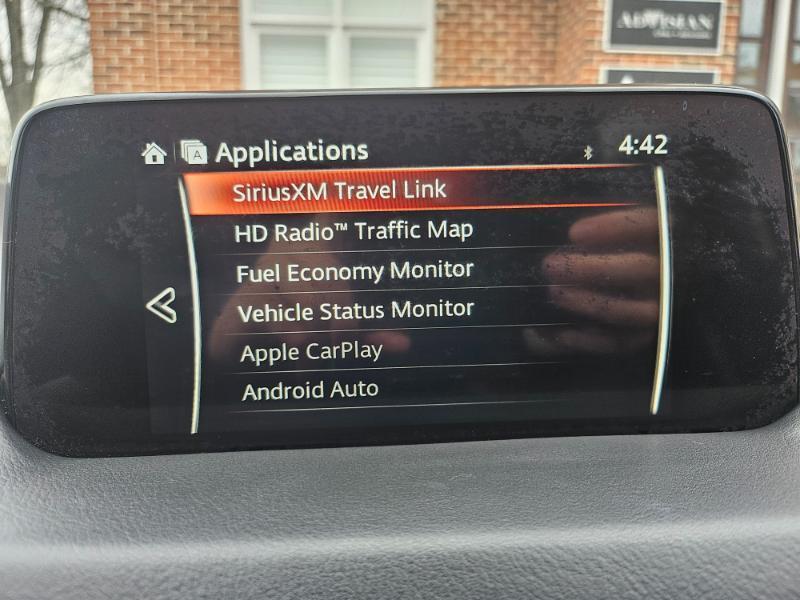 ADVISIAN
A
Applications
4:42
SiriusXM Travel Link
HD Radio™ Traffic Map
Fuel Economy Monitor
Vehicle Status Monitor
Apple CarPlay
Android Auto